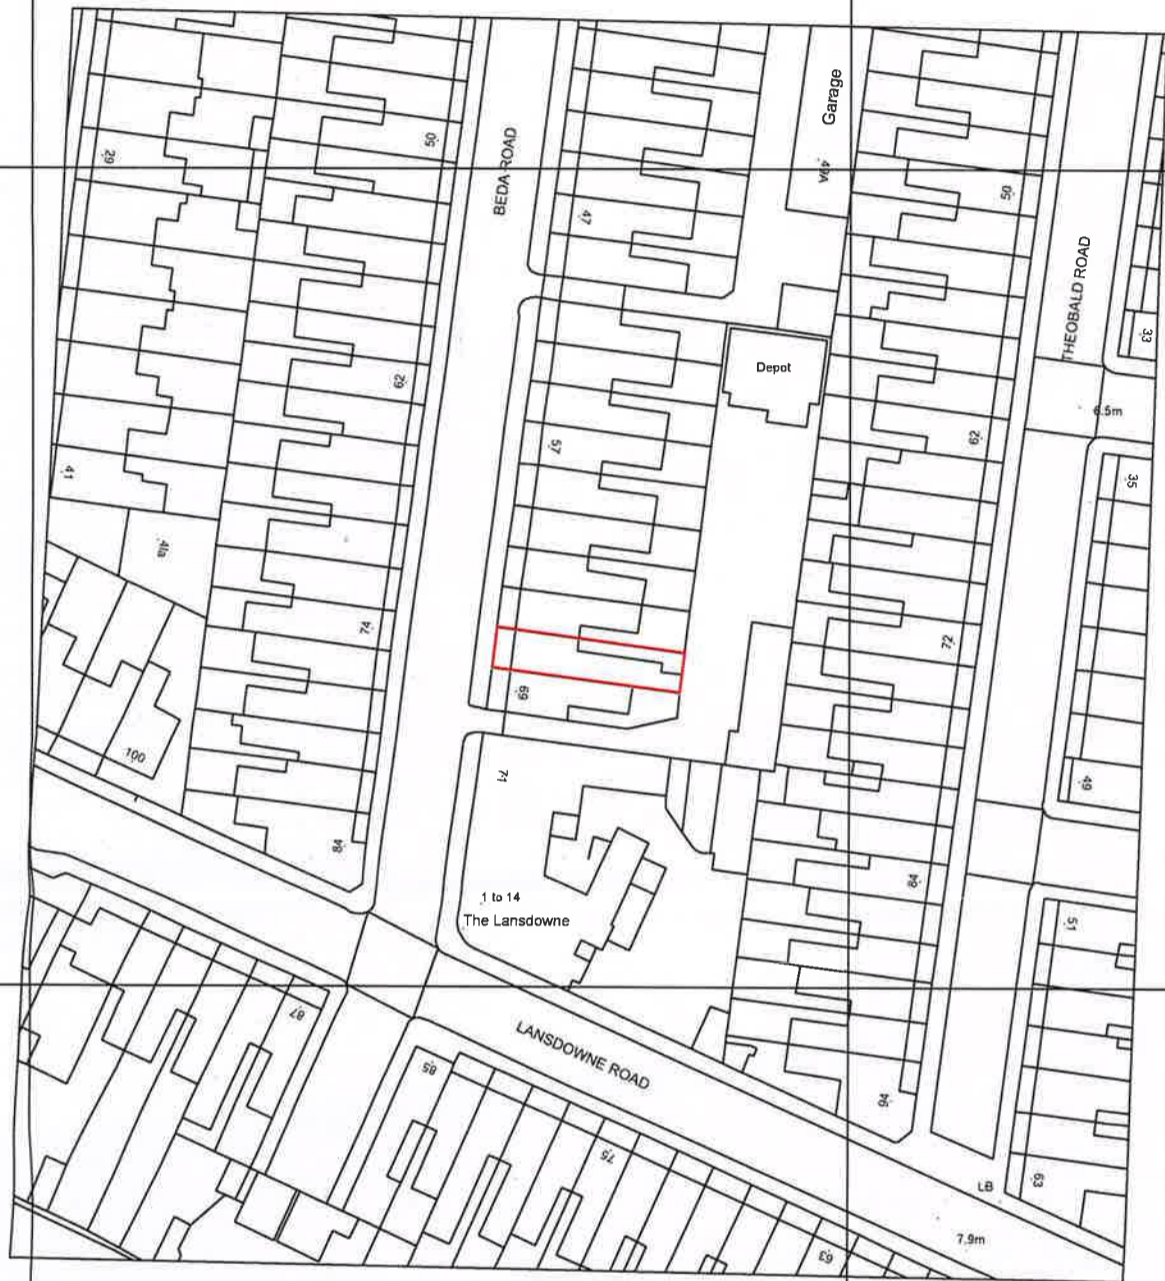 Garage
49A
50
29
BEDA ROAD
50
47
THEOBALD ROAD
33
Depot
62
6.5m
62
57
41
35
41a
74
72
69
100
71
49
84
84
1 to 14
The Lansdowne
51
87
LANSDOWNE ROAD
85
94
75
63
LB
63
7.9m